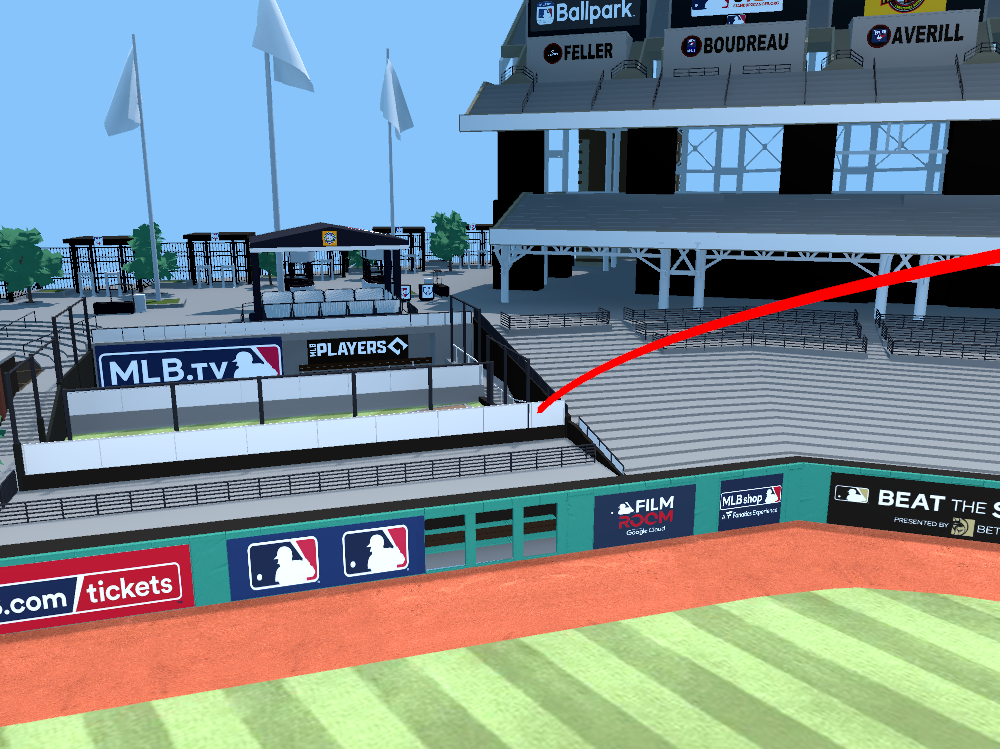 Ballpark
FELLER
BOUDREAU
AVERILL
MLB.TV
MLB PLAYERS
.com / tickets
FILM
ROOM
Google Cloud
MLB shop
A Fanatics Experience
BEAT THE S
PRESENTED BY BET